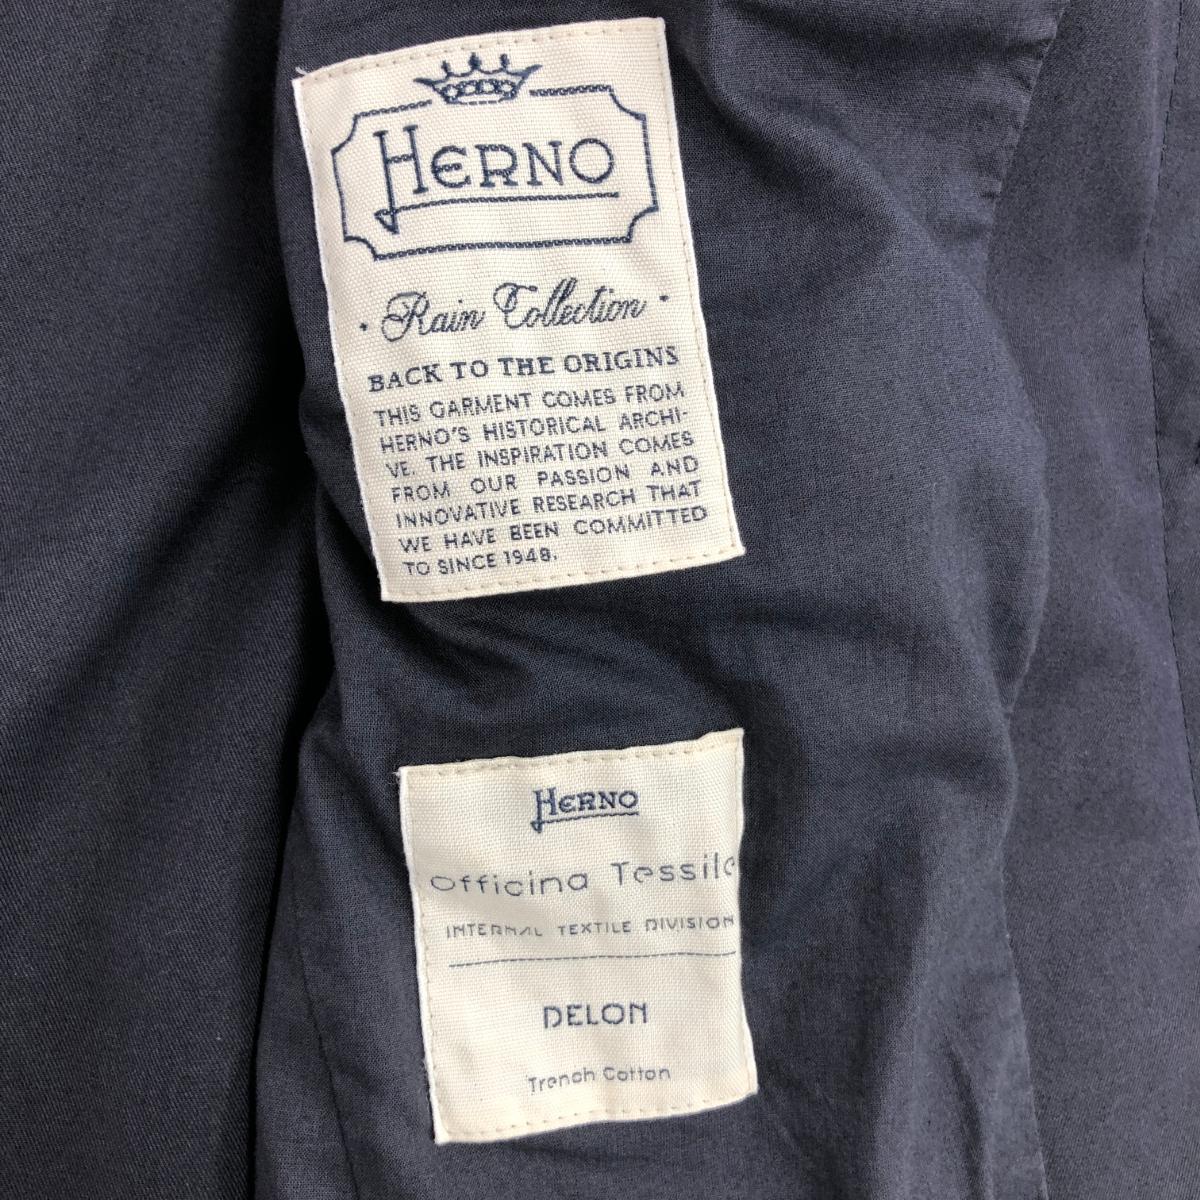 HERNO
· Rain Collection ·
BACK TO THE ORIGINS
THIS GARMENT COMES FROM
HERNO'S HISTORICAL ARCHI-
VE. THE INSPIRATION COMES
FROM OUR PASSION AND
INNOVATIVE RESEARCH THAT
WE HAVE BEEN COMMITTED
TO SINCE 1948.
HERNO
Officina Tessile
INTERNAL TEXTILE DIVISION
DELON
Trench Cotton